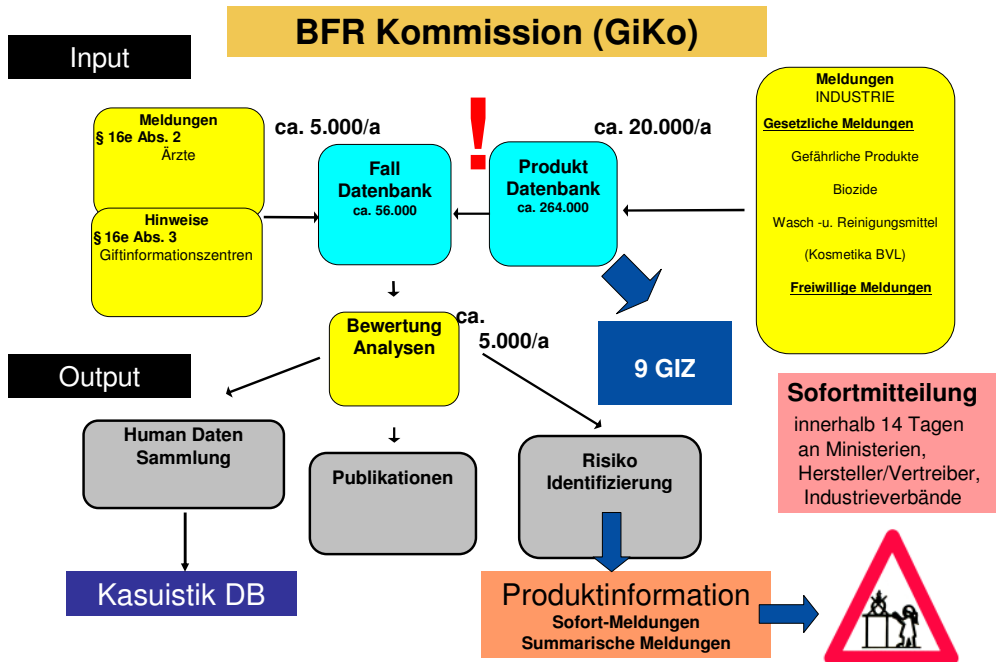 BFR Kommission (GiKo)
Input
Meldungen
§ 16e Abs. 2
Ärzte
Hinweise
§ 16e Abs. 3
Giftinformationszentren
ca. 5.000/a
Fall
Datenbank
ca. 56.000
!
Produkt
Datenbank
ca. 264.000
ca. 20.000/a
Meldungen
INDUSTRIE
Gesetzliche Meldungen
Gefährliche Produkte
Biozide
Wasch -u. Reinigungsmittel
(Kosmetika BVL)
Freiwillige Meldungen
Bewertung
Analysen
ca.
5.000/a
9 GIZ
Output
Human Daten
Sammlung
Publikationen
Risiko
Identifizierung
Sofortmitteilung
innerhalb 14 Tagen
an Ministerien,
Hersteller/Vertreiber,
Industrieverbände
Kasuistik DB
Produktinformation
Sofort-Meldungen
Summarische Meldungen